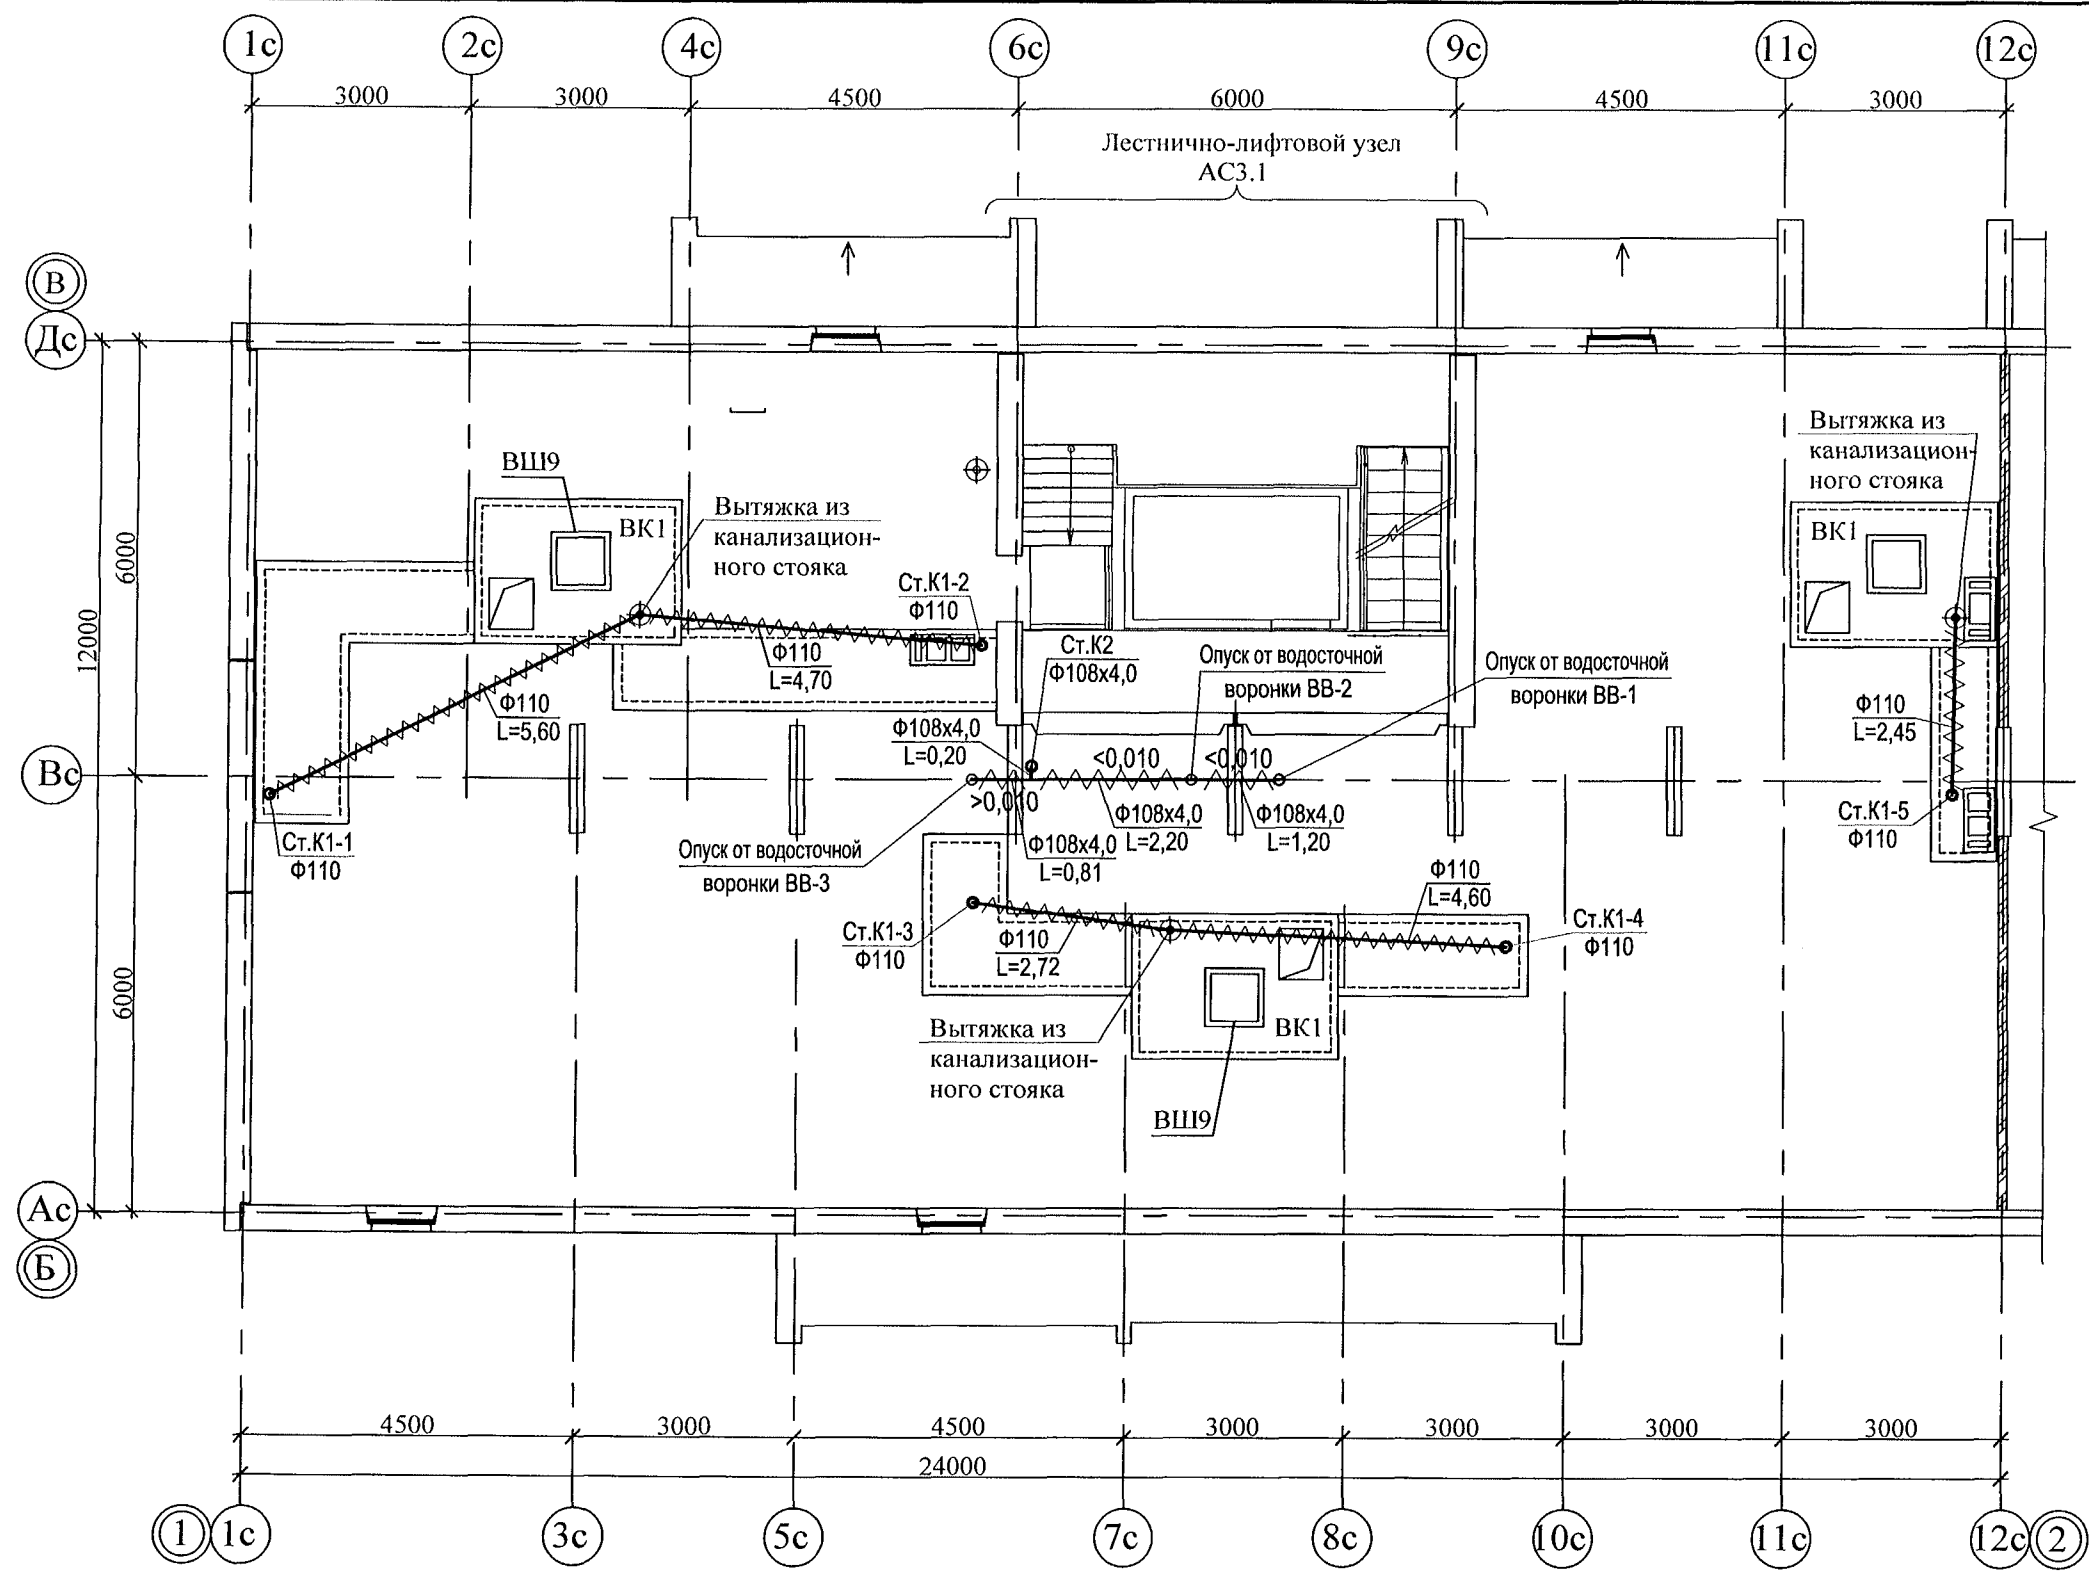 1с
2с
4с
6с
9с
11с
12с
3000
3000
4500
6000
4500
3000
Лестнично-лифтовой узел
АС3.1
В
Дс
Вс
Ас
Б
6000
12000
6000
ВШ9
ВК1
Вытяжка из
канализацион-
ного стояка
Ст.К1-2
Ф110
Ф110
L=4,70
Ф110
L=5,60
Ст.К1-1
Ф110
Ст.К2
Ф108х4,0
Опуск от водосточной
воронки ВВ-2
Опуск от водосточной
воронки ВВ-1
Ф108х4,0
L=0,20
<0,010
<0,010
>0,010
Ф108х4,0
L=2,20
Ф108х4,0
L=1,20
Ф108х4,0
L=0,81
Опуск от водосточной
воронки ВВ-3
Вытяжка из
канализацион-
ного стояка
ВК1
Ф110
L=2,45
Ст.К1-5
Ф110
Ф110
L=4,60
Ст.К1-4
Ф110
Ст.К1-3
Ф110
Ф110
L=2,72
Вытяжка из
канализацион-
ного стояка
ВК1
ВШ9
4500
3000
4500
3000
3000
3000
3000
24000
1
1с
3с
5с
7с
8с
10с
11с
12с
2